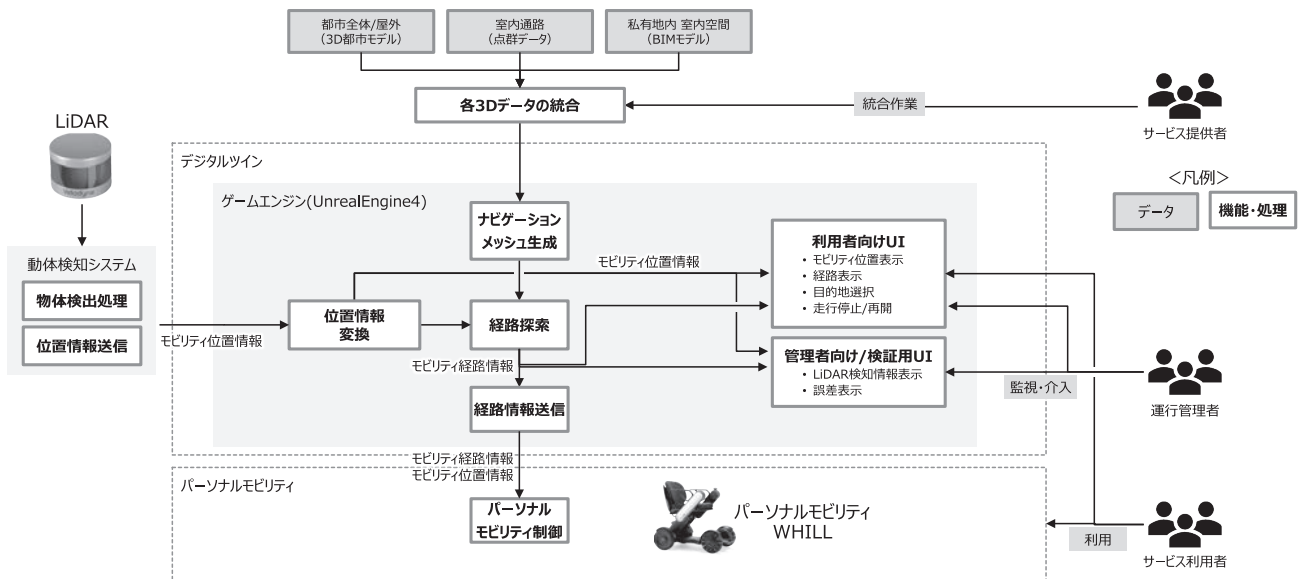 都市全体/屋外
(3D都市モデル)
室内通路
(点群データ)
私有地内 室内空間
(BIMモデル)
各3Dデータの統合
統合作業
サービス提供者
LiDAR
デジタルツイン
<凡例>
データ
機能・処理
ゲームエンジン(UnrealEngine4)
ナビゲーション
メッシュ生成
動体検知システム
物体検出処理
位置情報送信
モビリティ位置情報
位置情報
変換
経路探索
モビリティ位置情報
利用者向けUI
• モビリティ位置表示
• 経路表示
• 目的地選択
• 走行停止/再開
モビリティ経路情報
管理者向け/検証用UI
• LiDAR検知情報表示
• 誤差表示
監視・介入
運行管理者
経路情報送信
モビリティ経路情報
モビリティ位置情報
パーソナルモビリティ
パーソナル
モビリティ制御
パーソナルモビリティ
WHILL
利用
サービス利用者